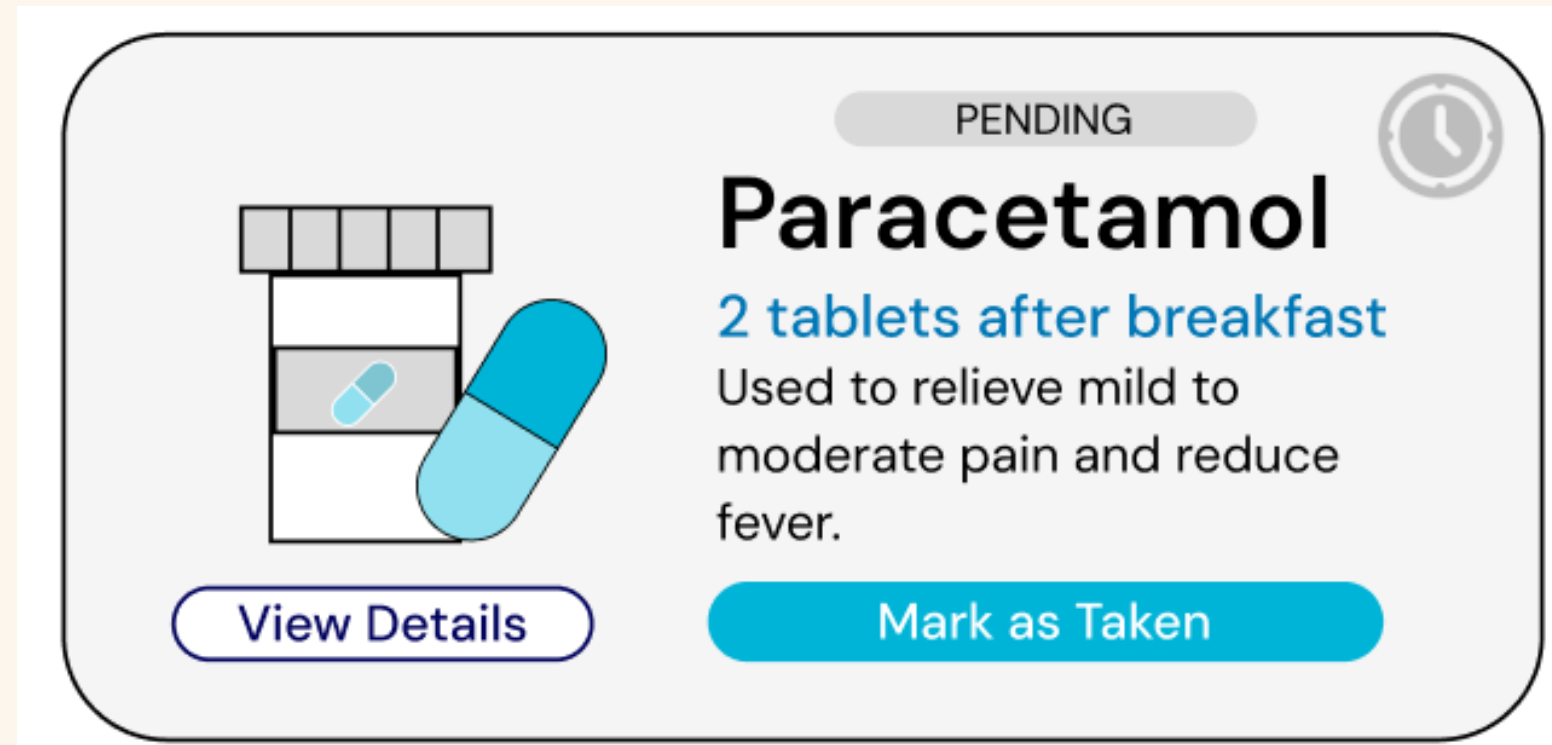 PENDING
Paracetamol
2 tablets after breakfast
Used to relieve mild to
moderate pain and reduce
fever.
View Details
Mark as Taken